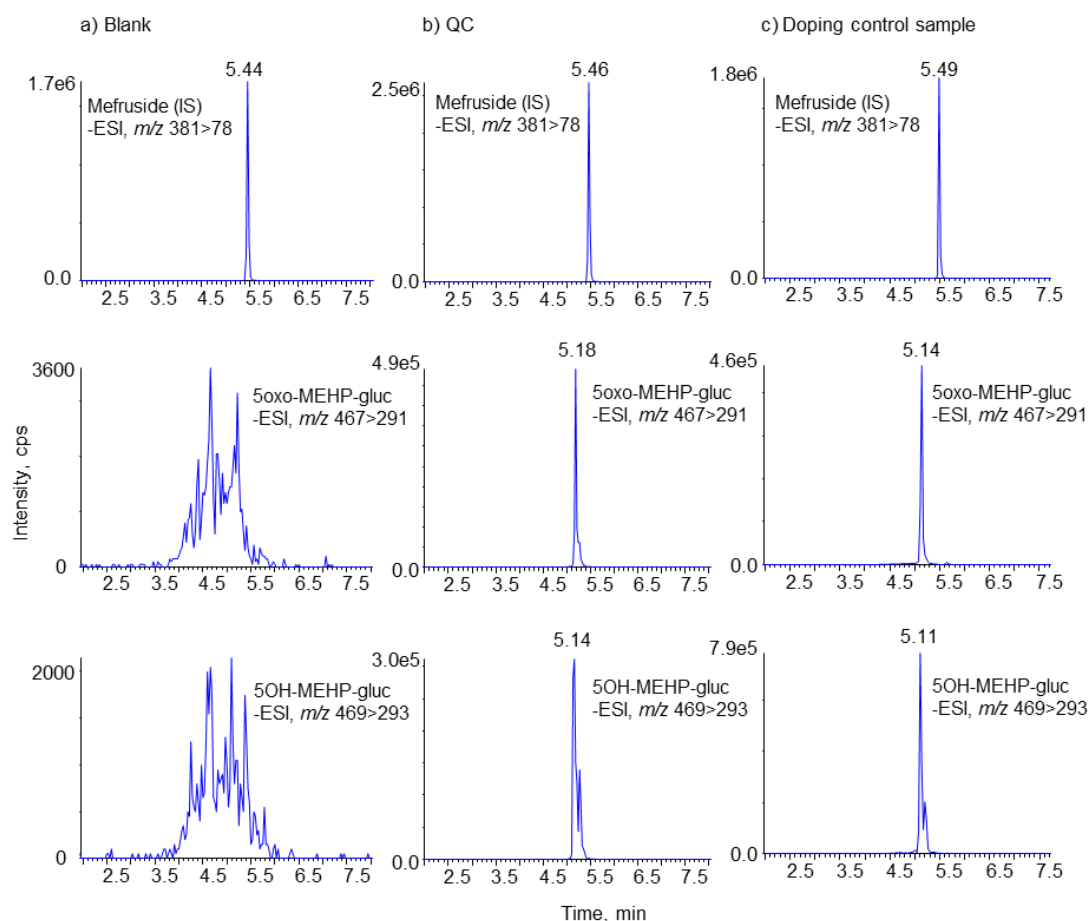 a) Blank
b) QC
c) Doping control sample
5.44
1.7e6
Mefruside (IS)
-ESI, m/z 381>78
0.0
2.5 3.5 4.5 5.5 6.5 7.5
5.46
2.5e6
Mefruside (IS)
-ESI, m/z 381>78
0.0
2.5 3.5 4.5 5.5 6.5 7.5
5.49
1.8e6
Mefruside (IS)
-ESI, m/z 381>78
0.0
2.5 3.5 4.5 5.5 6.5 7.5
Intensity, cps
3600
5oxo-MEHP-gluc
-ESI, m/z 467>291
0
2.5 3.5 4.5 5.5 6.5 7.5
5.18
4.9e5
5oxo-MEHP-gluc
-ESI, m/z 467>291
0.0
2.5 3.5 4.5 5.5 6.5 7.5
5.14
4.6e5
5oxo-MEHP-gluc
-ESI, m/z 467>291
0.0
2.5 3.5 4.5 5.5 6.5 7.5
2000
5OH-MEHP-gluc
-ESI, m/z 469>293
0
2.5 3.5 4.5 5.5 6.5 7.5
5.14
3.0e5
5OH-MEHP-gluc
-ESI, m/z 469>293
0.0
2.5 3.5 4.5 5.5 6.5 7.5
5.11
7.9e5
5OH-MEHP-gluc
-ESI, m/z 469>293
0.0
2.5 3.5 4.5 5.5 6.5 7.5
Time, min